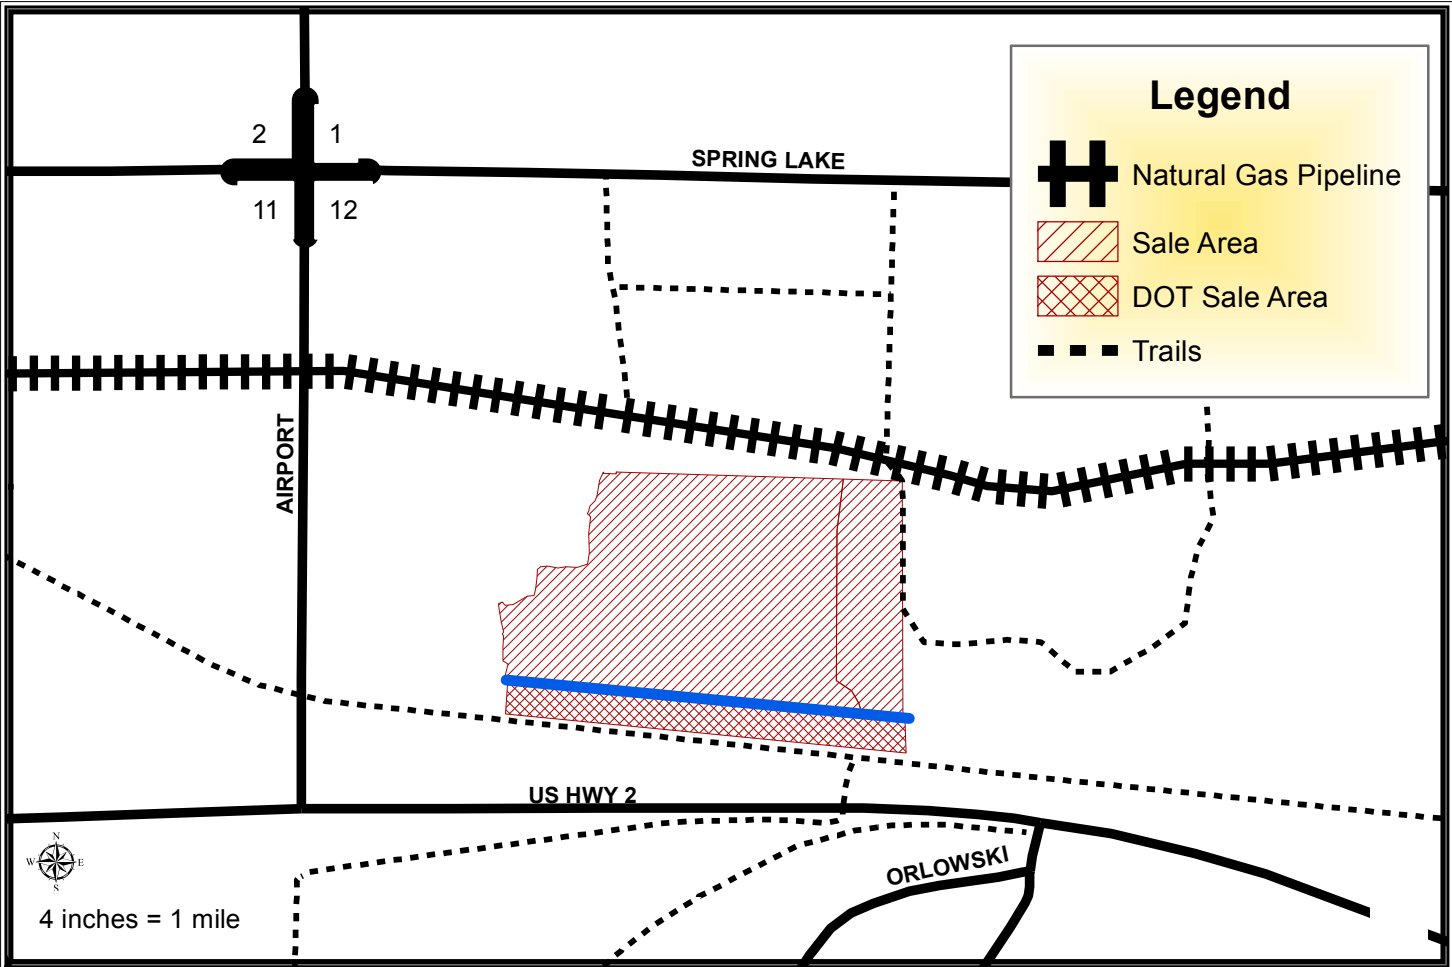 2 1
11 12
SPRING LAKE
Legend
Natural Gas Pipeline
Sale Area
DOT Sale Area
Trails
AIRPORT
US HWY 2
ORLOWSKI
N
W E
S
4 inches = 1 mile